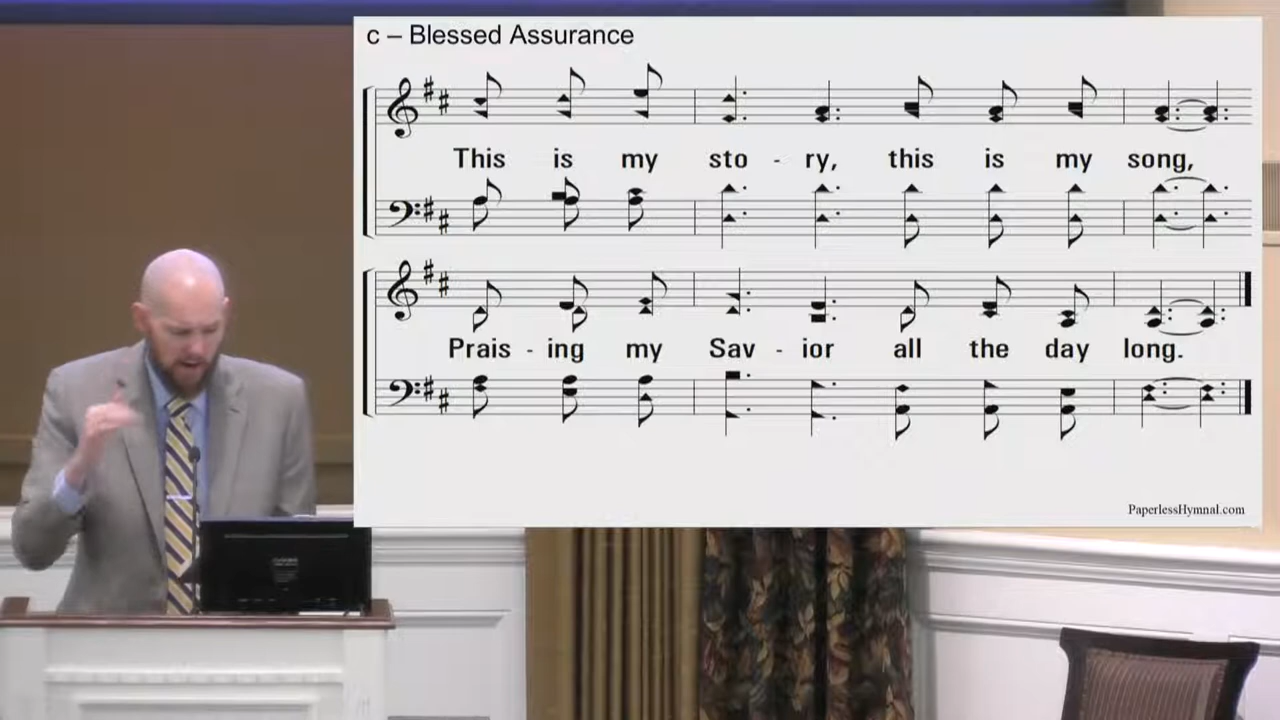 c – Blessed Assurance
This is my sto - ry, this is my song,
Prais - ing my Sav - ior all the day long.
PaperlessHymnal.com